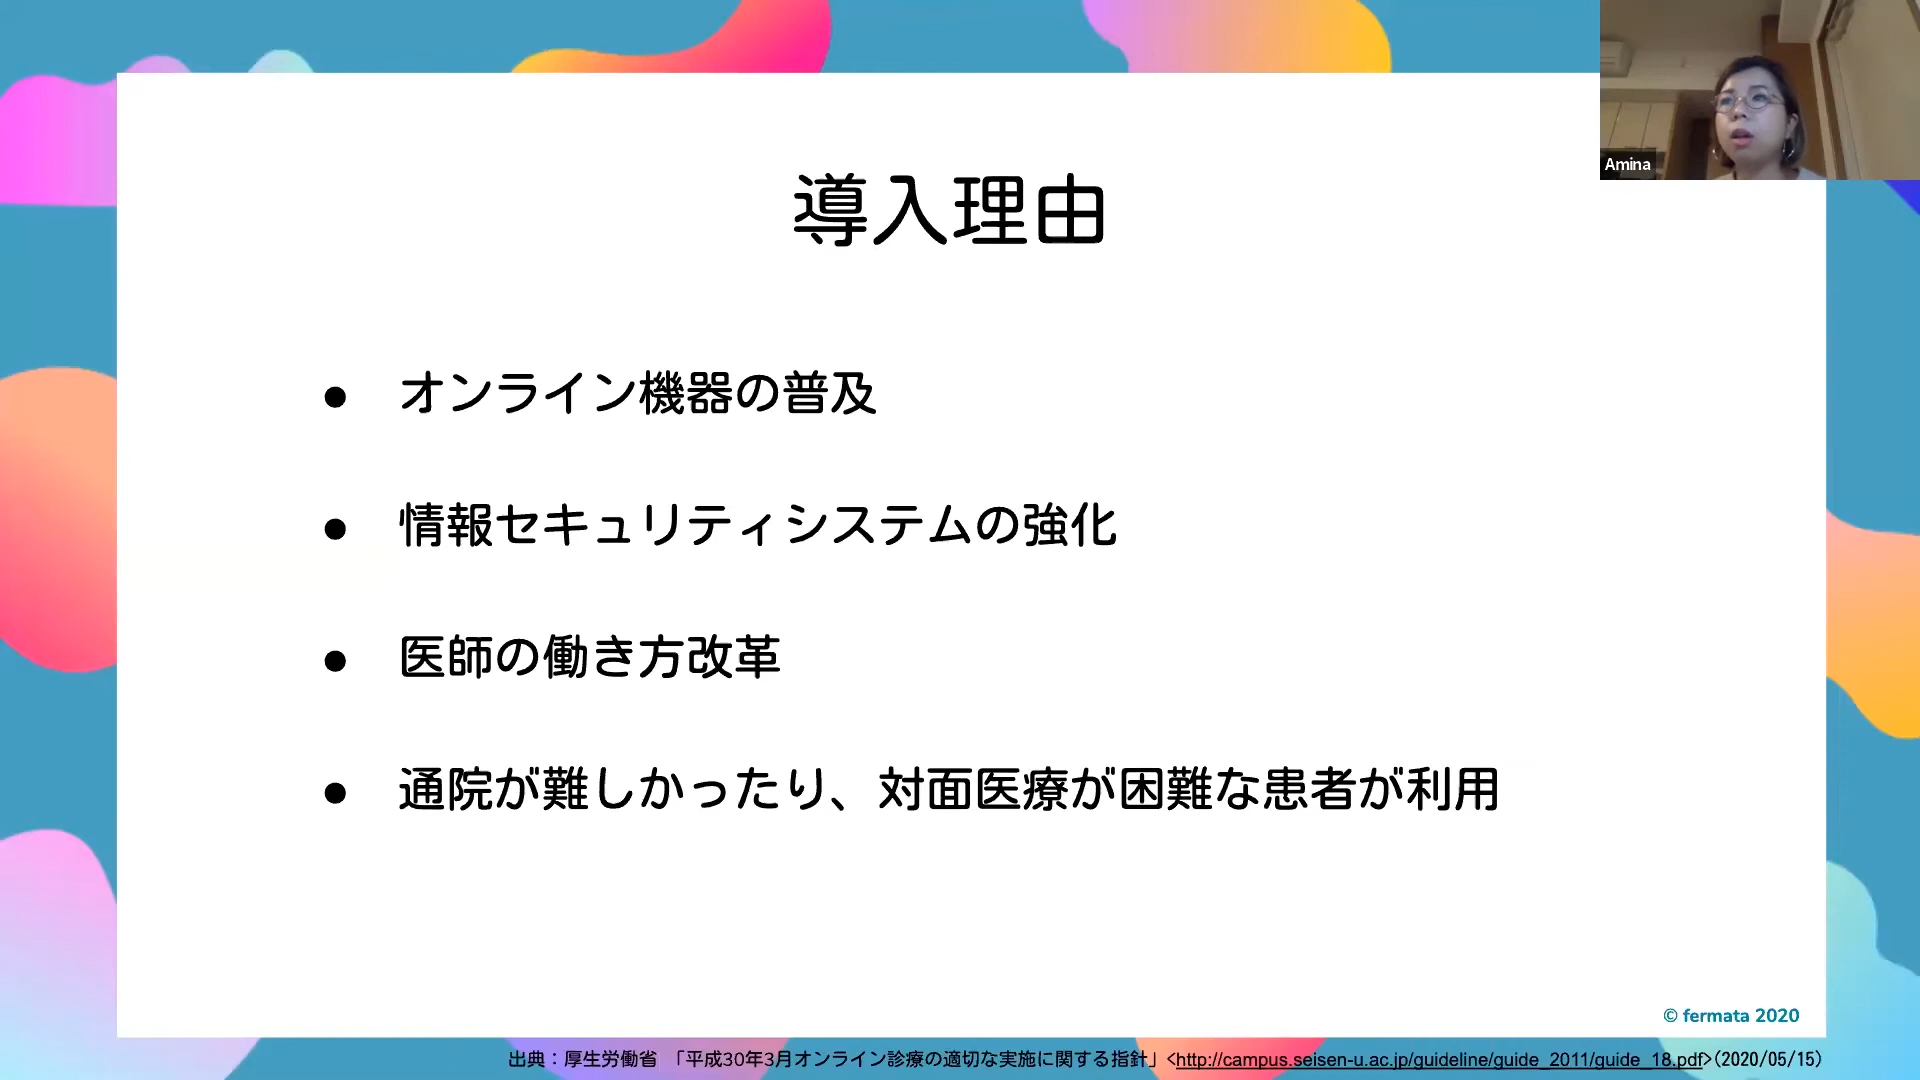 Amina
導入理由
● オンライン機器の普及
● 情報セキュリティシステムの強化
● 医師の働き方改革
● 通院が難しかったり、対面医療が困難な患者が利用
© fermata 2020
出典：厚生労働省 「平成30年3月オンライン診療の適切な実施に関する指針」<http://campus.seisen-u.ac.jp/guideline/guide_2011/guide_18.pdf>(2020/05/15)